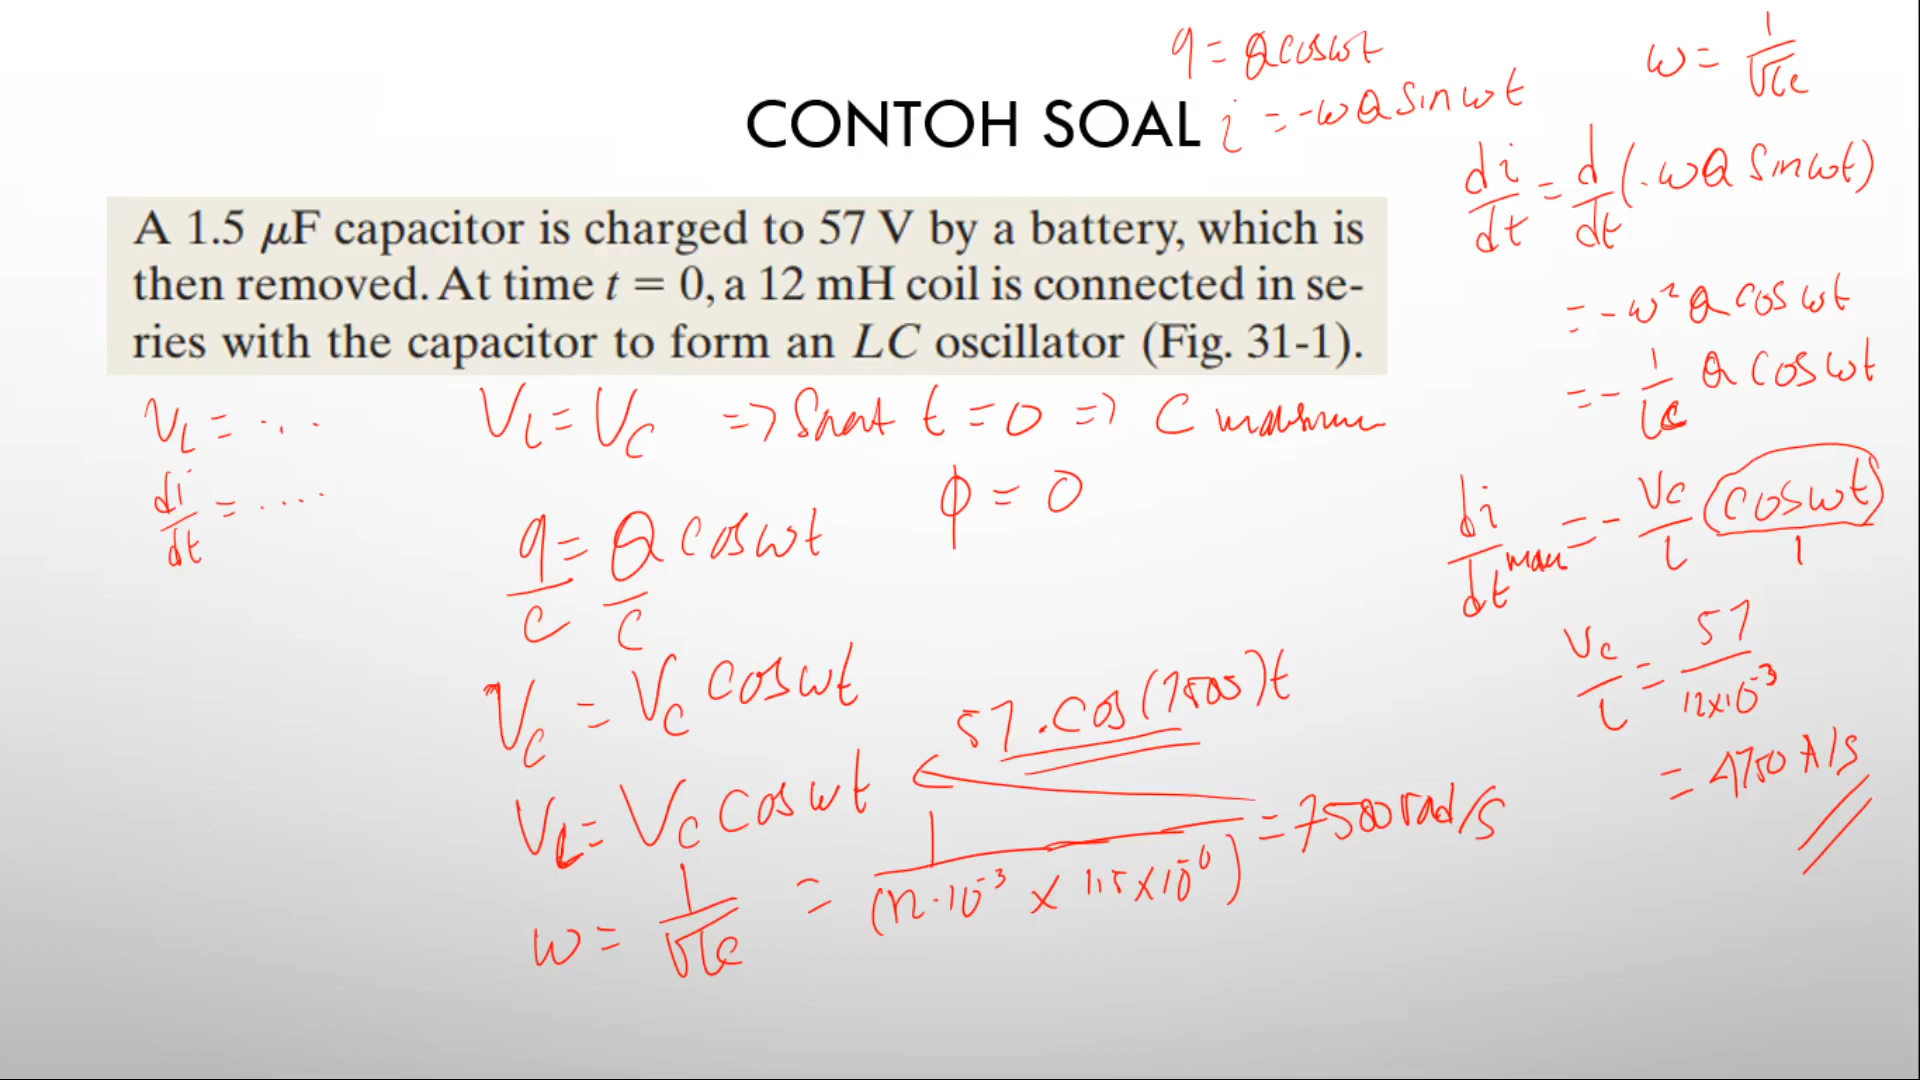 q = Q cos ωt
ω = 1/√LC
CONTOH SOAL
i = -ωQ sin ωt
di/dt = d/dt (-ωQ sin ωt)
A 1.5 μF capacitor is charged to 57 V by a battery, which is
then removed. At time t = 0, a 12 mH coil is connected in se-
ries with the capacitor to form an LC oscillator (Fig. 31-1).
= -ω² Q cos ωt
= - 1/LC Q cos ωt
VL = ...
VL = VC => Saat t = 0 => C maksimum
di/dt = ....
φ = 0
q/C = Q/C cos ωt
di/dt max = - VC/L (cos ωt) 1
VC = VC cos ωt
57 . cos (7500)t
VC/L = 57/12×10⁻³
= 4750 A/s
VL = VC cos ωt
ω = 1/√LC = 1/(12·10⁻³ × 1.5×10⁻⁶) = 7500 rad/s